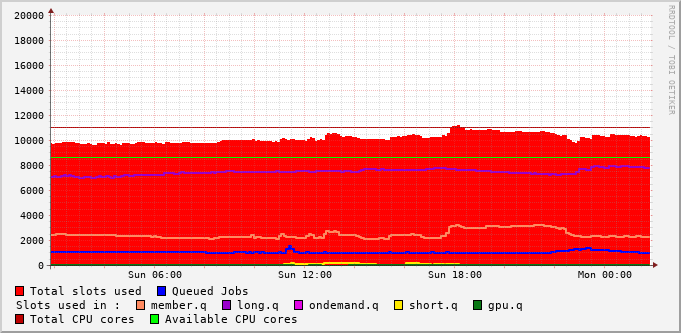 20000
18000
16000
14000
12000
10000
8000
6000
4000
2000
0
Sun 06:00 Sun 12:00 Sun 18:00 Mon 00:00
Total slots used Queued Jobs
Slots used in : member.q long.q ondemand.q short.q gpu.q
Total CPU cores Available CPU cores
RRDTOOL / TOBI OETIKER